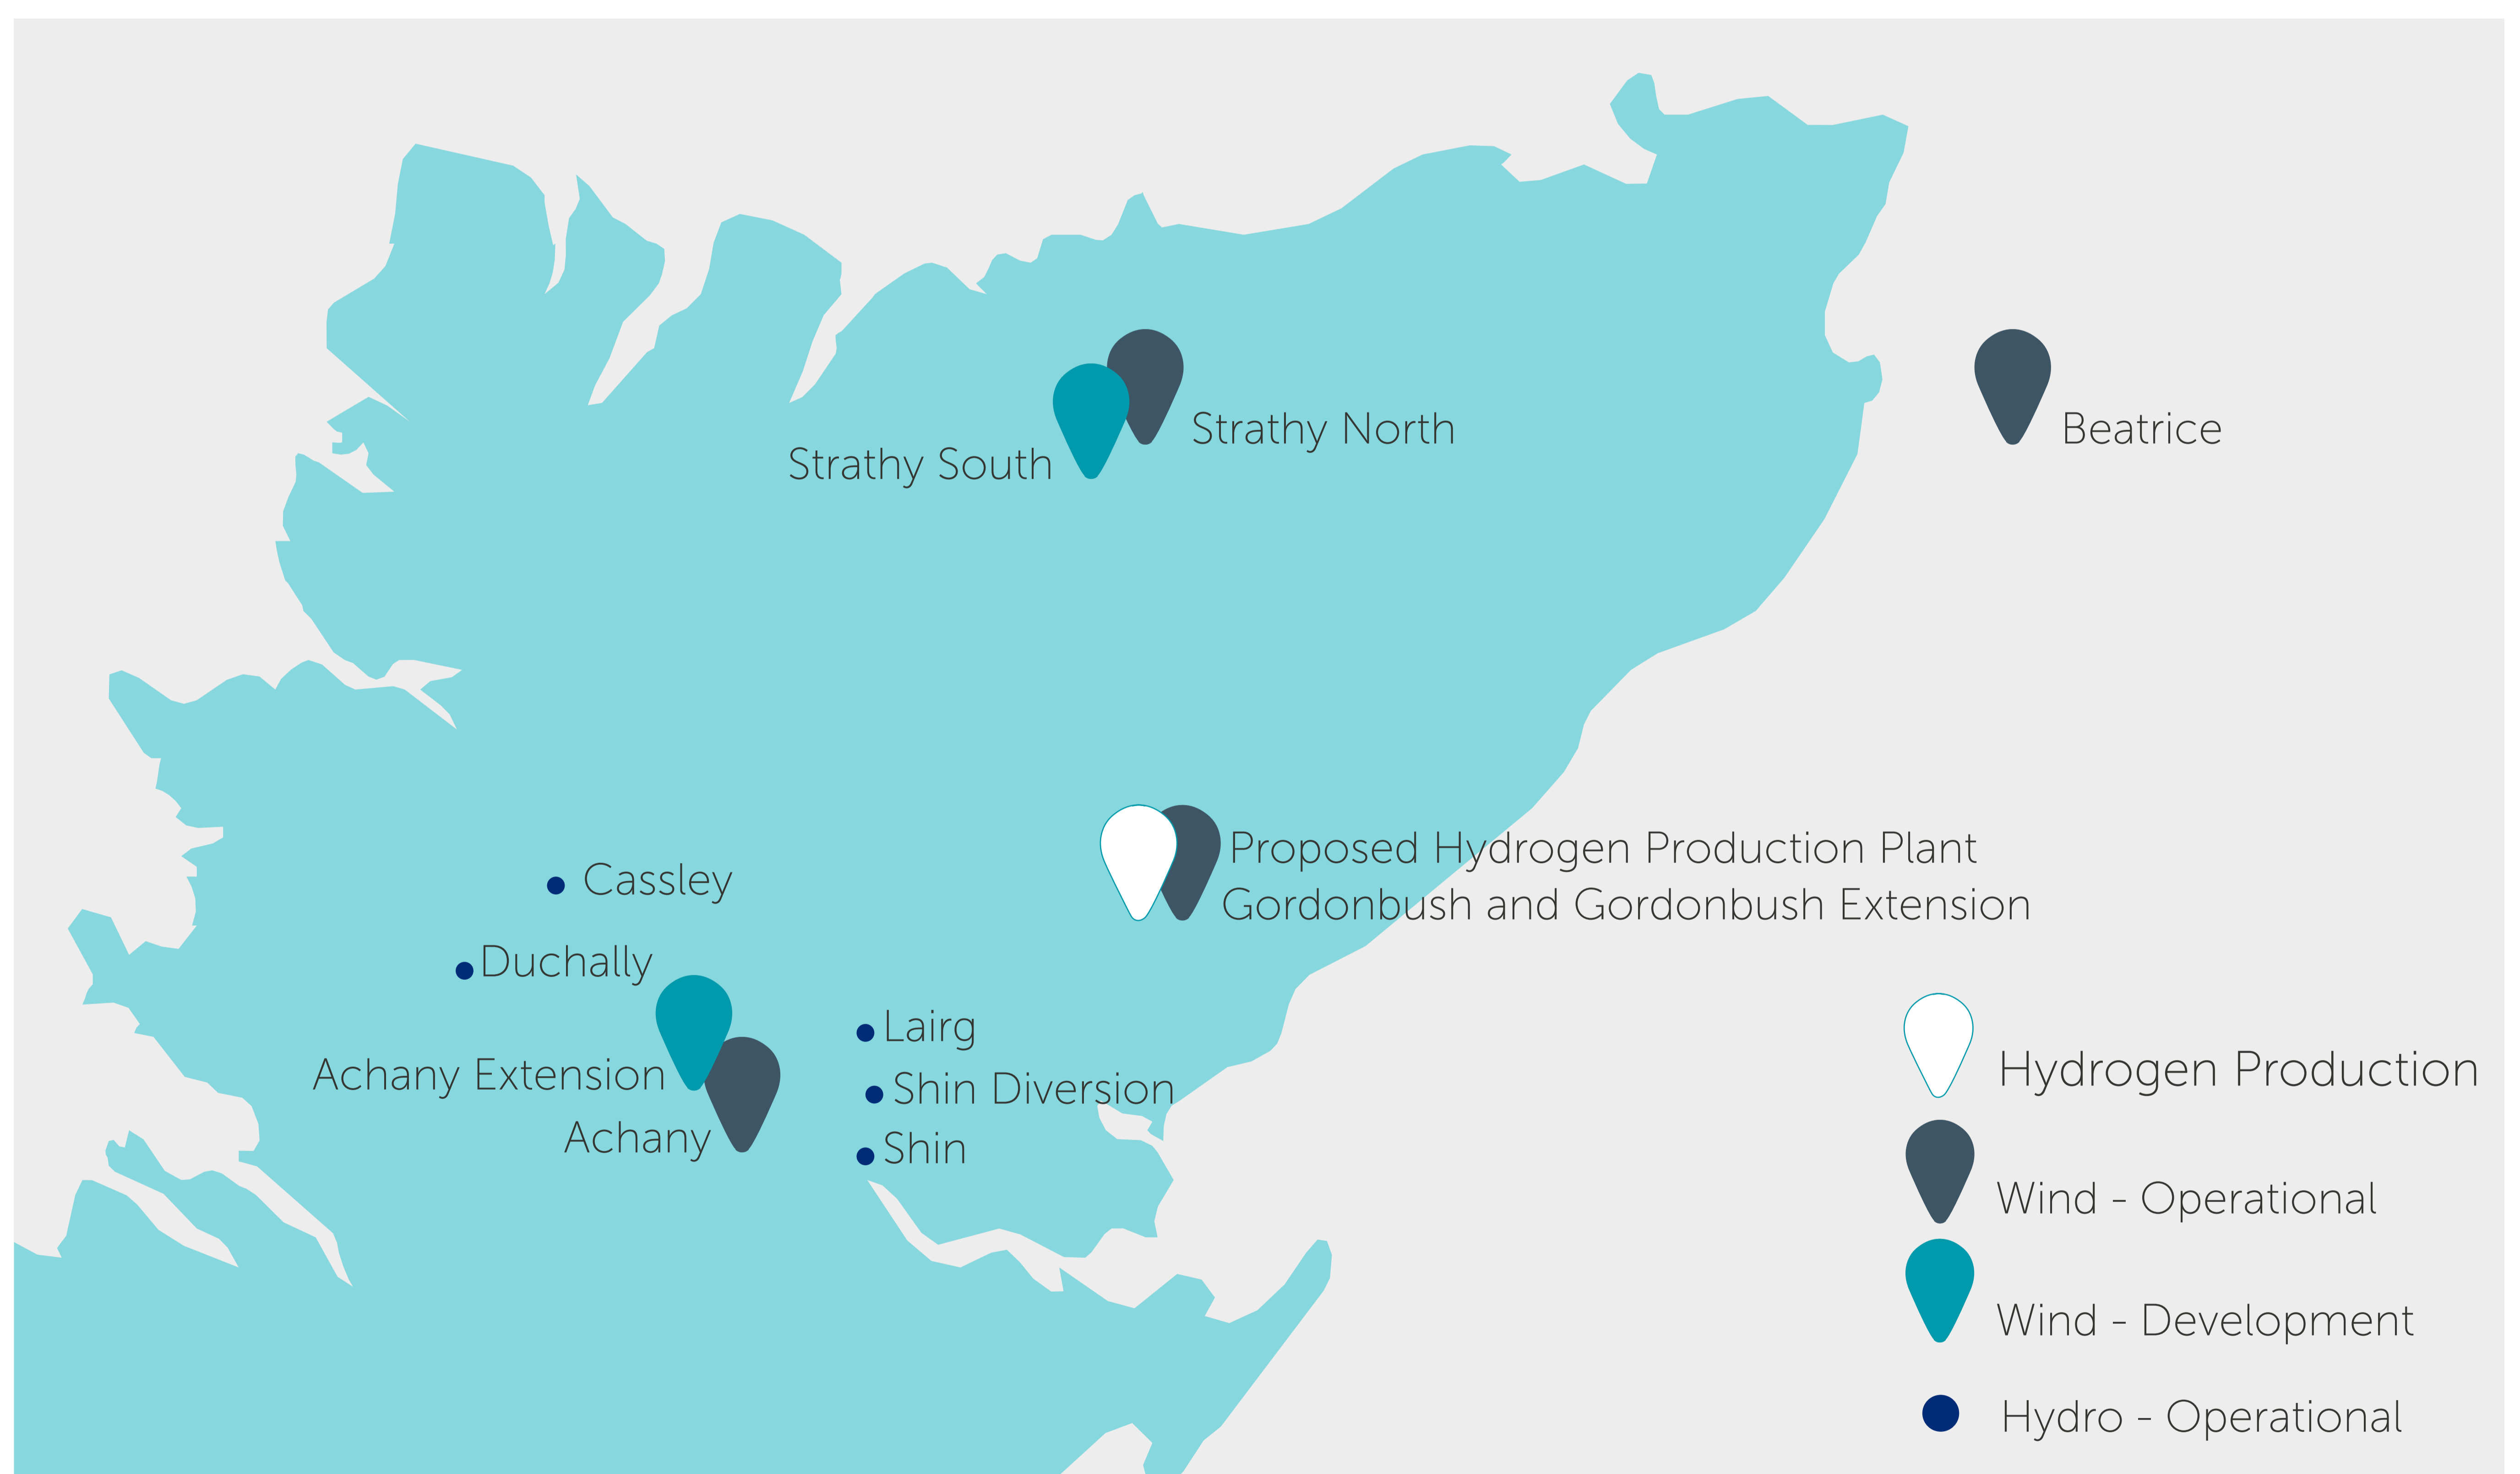 Strathy North
Beatrice
Strathy South
Proposed Hydrogen Production Plant
Gordonbush and Gordonbush Extension
Cassley
Duchally
Lairg
Achany Extension
Shin Diversion
Achany
Shin
Hydrogen Production
Wind - Operational
Wind - Development
Hydro - Operational